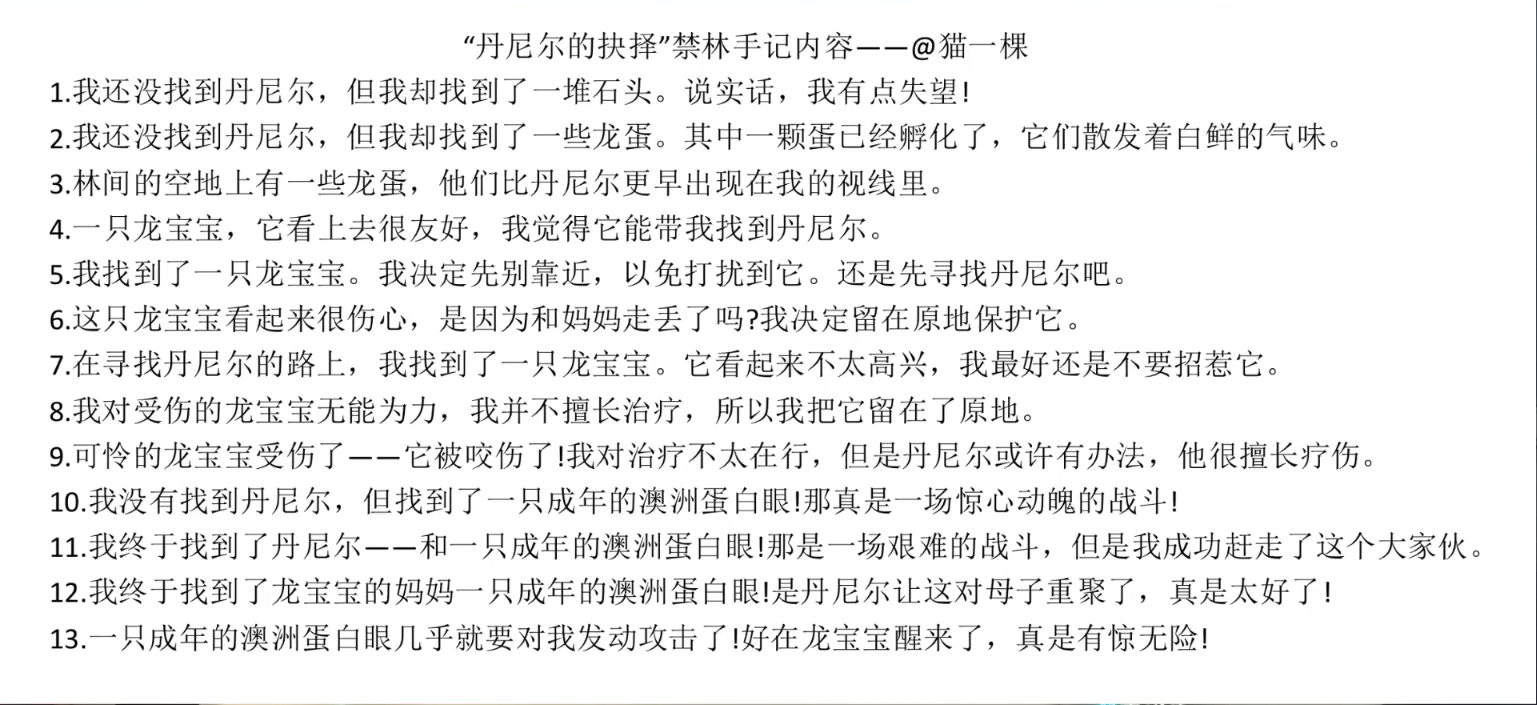 “丹尼尔的抉择”禁林手记内容——@猫一棵
1.我还没找到丹尼尔，但我却找到了一堆石头。说实话，我有点失望!
2.我还没找到丹尼尔，但我却找到了一些龙蛋。其中一颗蛋已经孵化了，它们散发着白鲜的气味。
3.林间的空地上有一些龙蛋，他们比丹尼尔更早出现在我的视线里。
4.一只龙宝宝，它看上去很友好，我觉得它能带我找到丹尼尔。
5.我找到了一只龙宝宝。我决定先别靠近，以免打扰到它。还是先寻找丹尼尔吧。
6.这只龙宝宝看起来很伤心，是因为和妈妈走丢了吗?我决定留在原地保护它。
7.在寻找丹尼尔的路上，我找到了一只龙宝宝。它看起来不太高兴，我最好还是不要招惹它。
8.我对受伤的龙宝宝无能为力，我并不擅长治疗，所以我把它留在了原地。
9.可怜的龙宝宝受伤了——它被咬伤了!我对治疗不太在行，但是丹尼尔或许有办法，他很擅长疗伤。
10.我没有找到丹尼尔，但找到了一只成年的澳洲蛋白眼!那真是一场惊心动魄的战斗!
11.我终于找到了丹尼尔——和一只成年的澳洲蛋白眼!那是一场艰难的战斗，但是我成功赶走了这个大家伙。
12.我终于找到了龙宝宝的妈妈一只成年的澳洲蛋白眼!是丹尼尔让这对母子重聚了，真是太好了!
13.一只成年的澳洲蛋白眼几乎就要对我发动攻击了!好在龙宝宝醒来了，真是有惊无险!